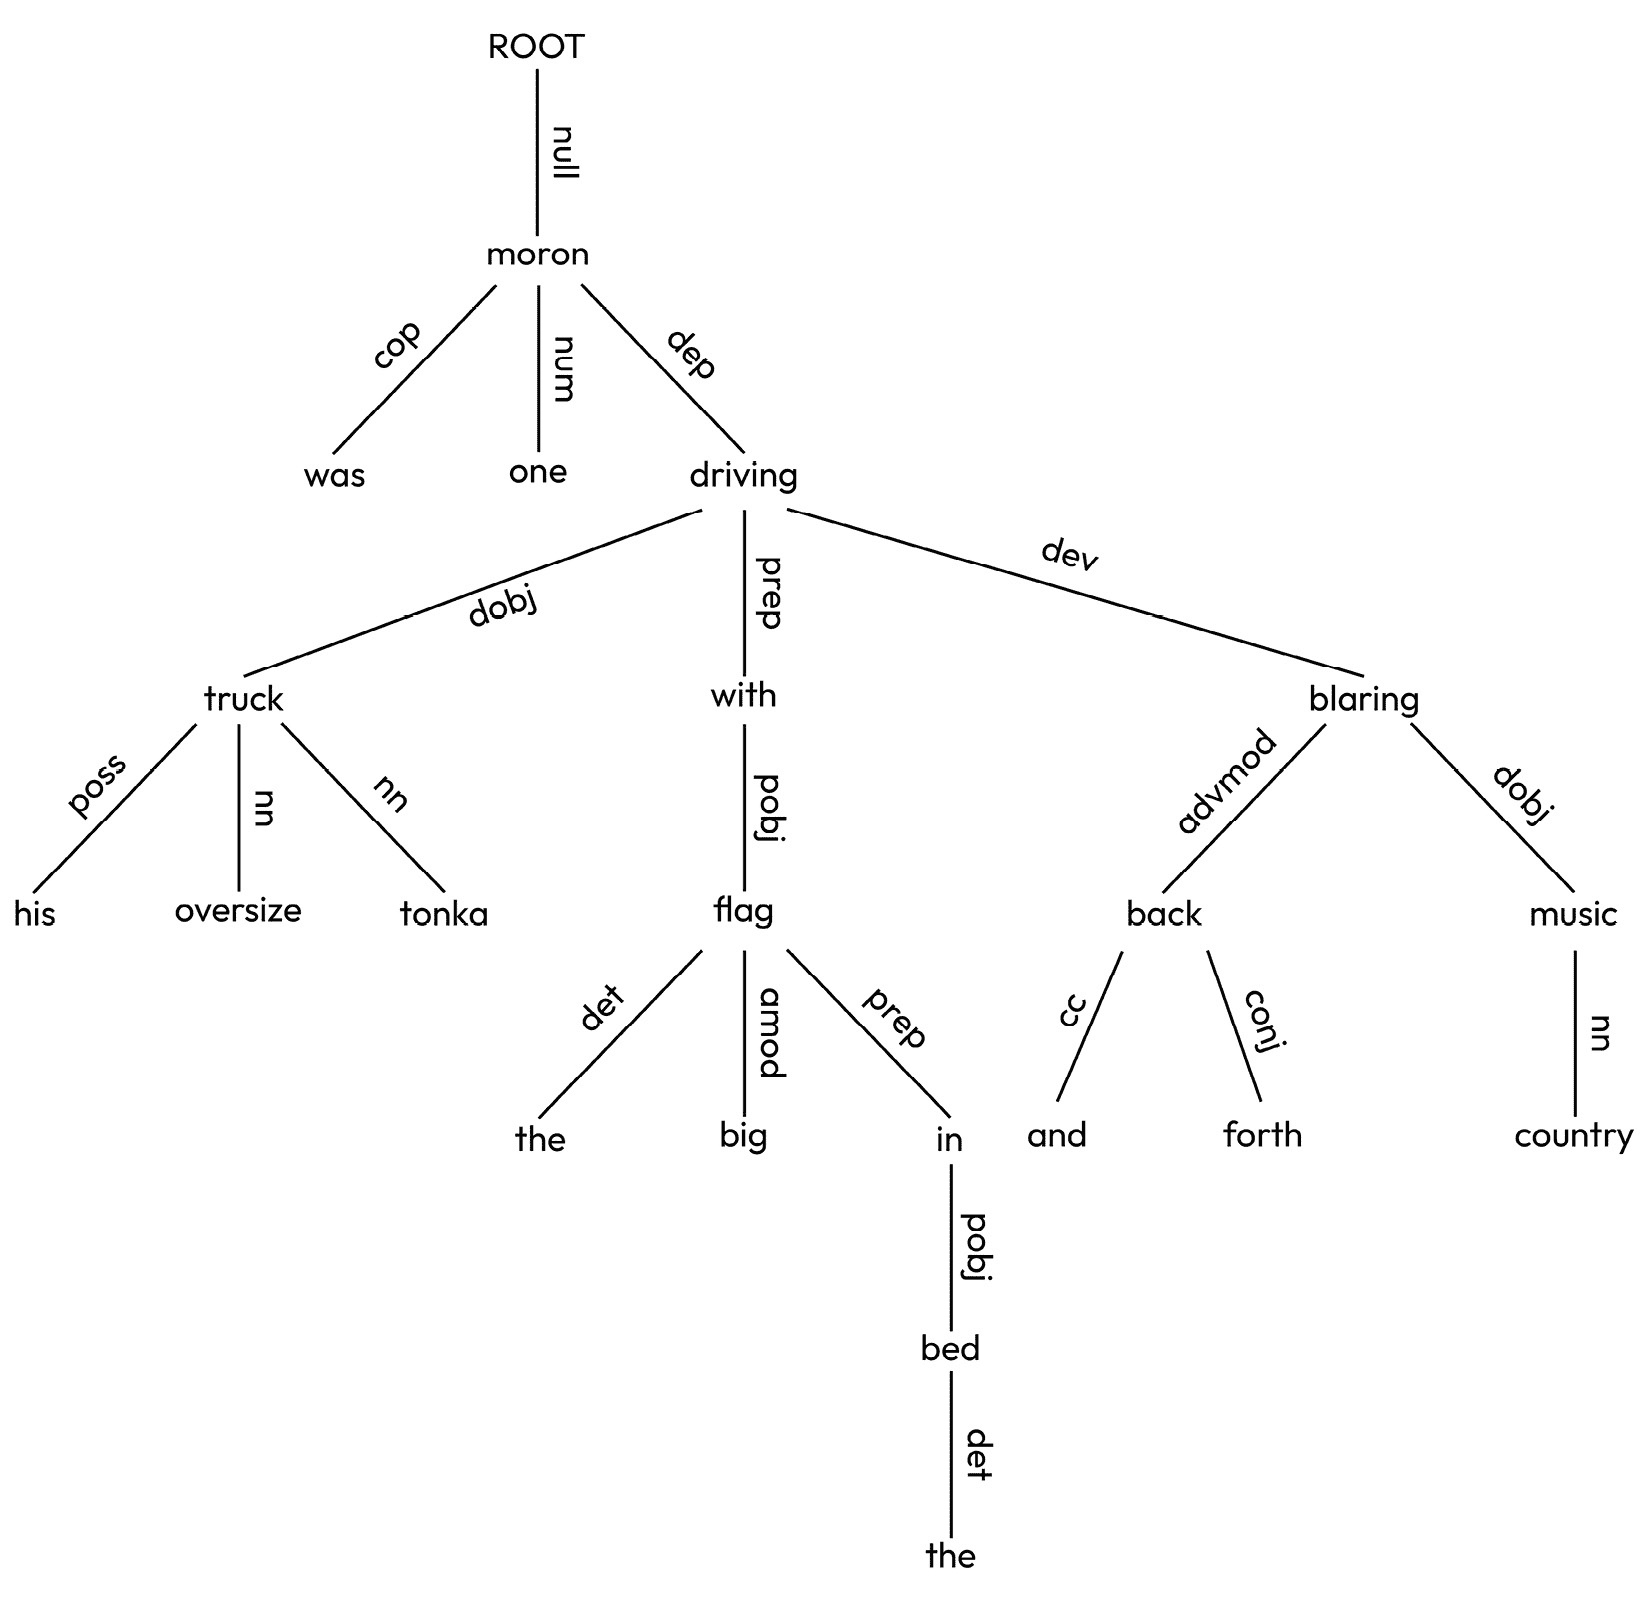 ROOT
null
moron
cop num dep
was one driving
dobj prep dev
truck with blaring
poss nn nn pobj advmod dobj
his oversize tonka flag back music
det amod prep cc conj nn
the big in and forth country
pobj
bed
det
the